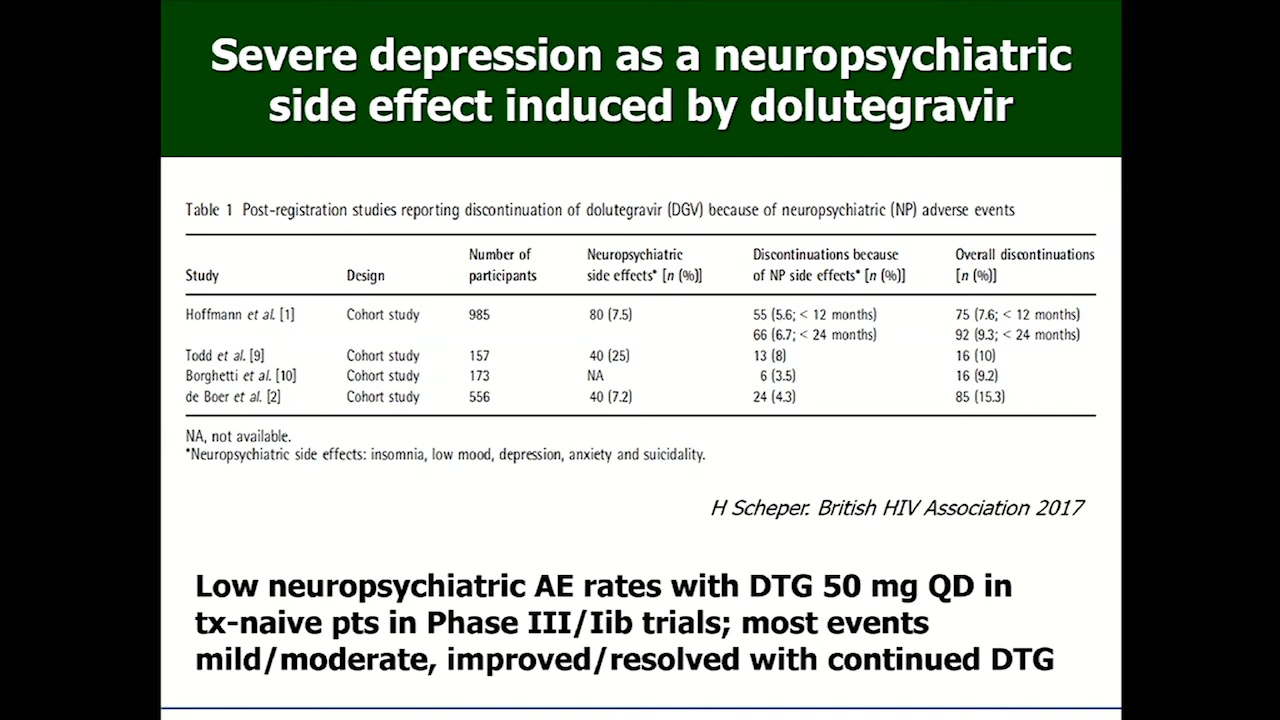 Severe depression as a neuropsychiatric
side effect induced by dolutegravir
Table 1 Post-registration studies reporting discontinuation of dolutegravir (DGV) because of neuropsychiatric (NP) adverse events
Number of Neuropsychiatric Discontinuations because Overall discontinuations
Study Design participants side effects* [n (%)] of NP side effects* [n (%)] [n (%)]
Hoffmann et al. [1] Cohort study 985 80 (7.5) 55 (5.6; < 12 months) 75 (7.6; < 12 months)
66 (6.7; < 24 months) 92 (9.3; < 24 months)
Todd et al. [9] Cohort study 157 40 (25) 13 (8) 16 (10)
Borghetti et al. [10] Cohort study 173 NA 6 (3.5) 16 (9.2)
de Boer et al. [2] Cohort study 556 40 (7.2) 24 (4.3) 85 (15.3)
NA, not available.
*Neuropsychiatric side effects: insomnia, low mood, depression, anxiety and suicidality.
H Scheper. British HIV Association 2017
Low neuropsychiatric AE rates with DTG 50 mg QD in
tx-naive pts in Phase III/Iib trials; most events
mild/moderate, improved/resolved with continued DTG